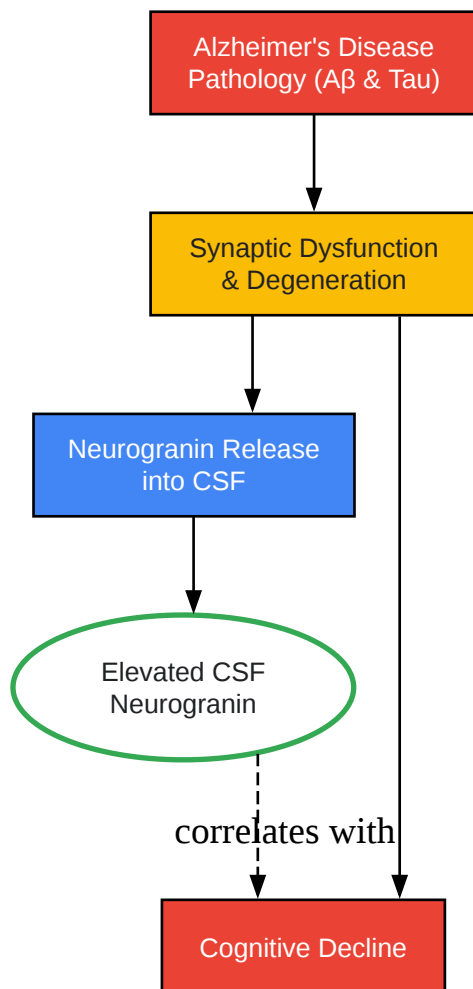 Alzheimer's Disease
Pathology (Aβ & Tau)
Synaptic Dysfunction
& Degeneration
Neurogranin Release
into CSF
Elevated CSF
Neurogranin
correlates with
Cognitive Decline